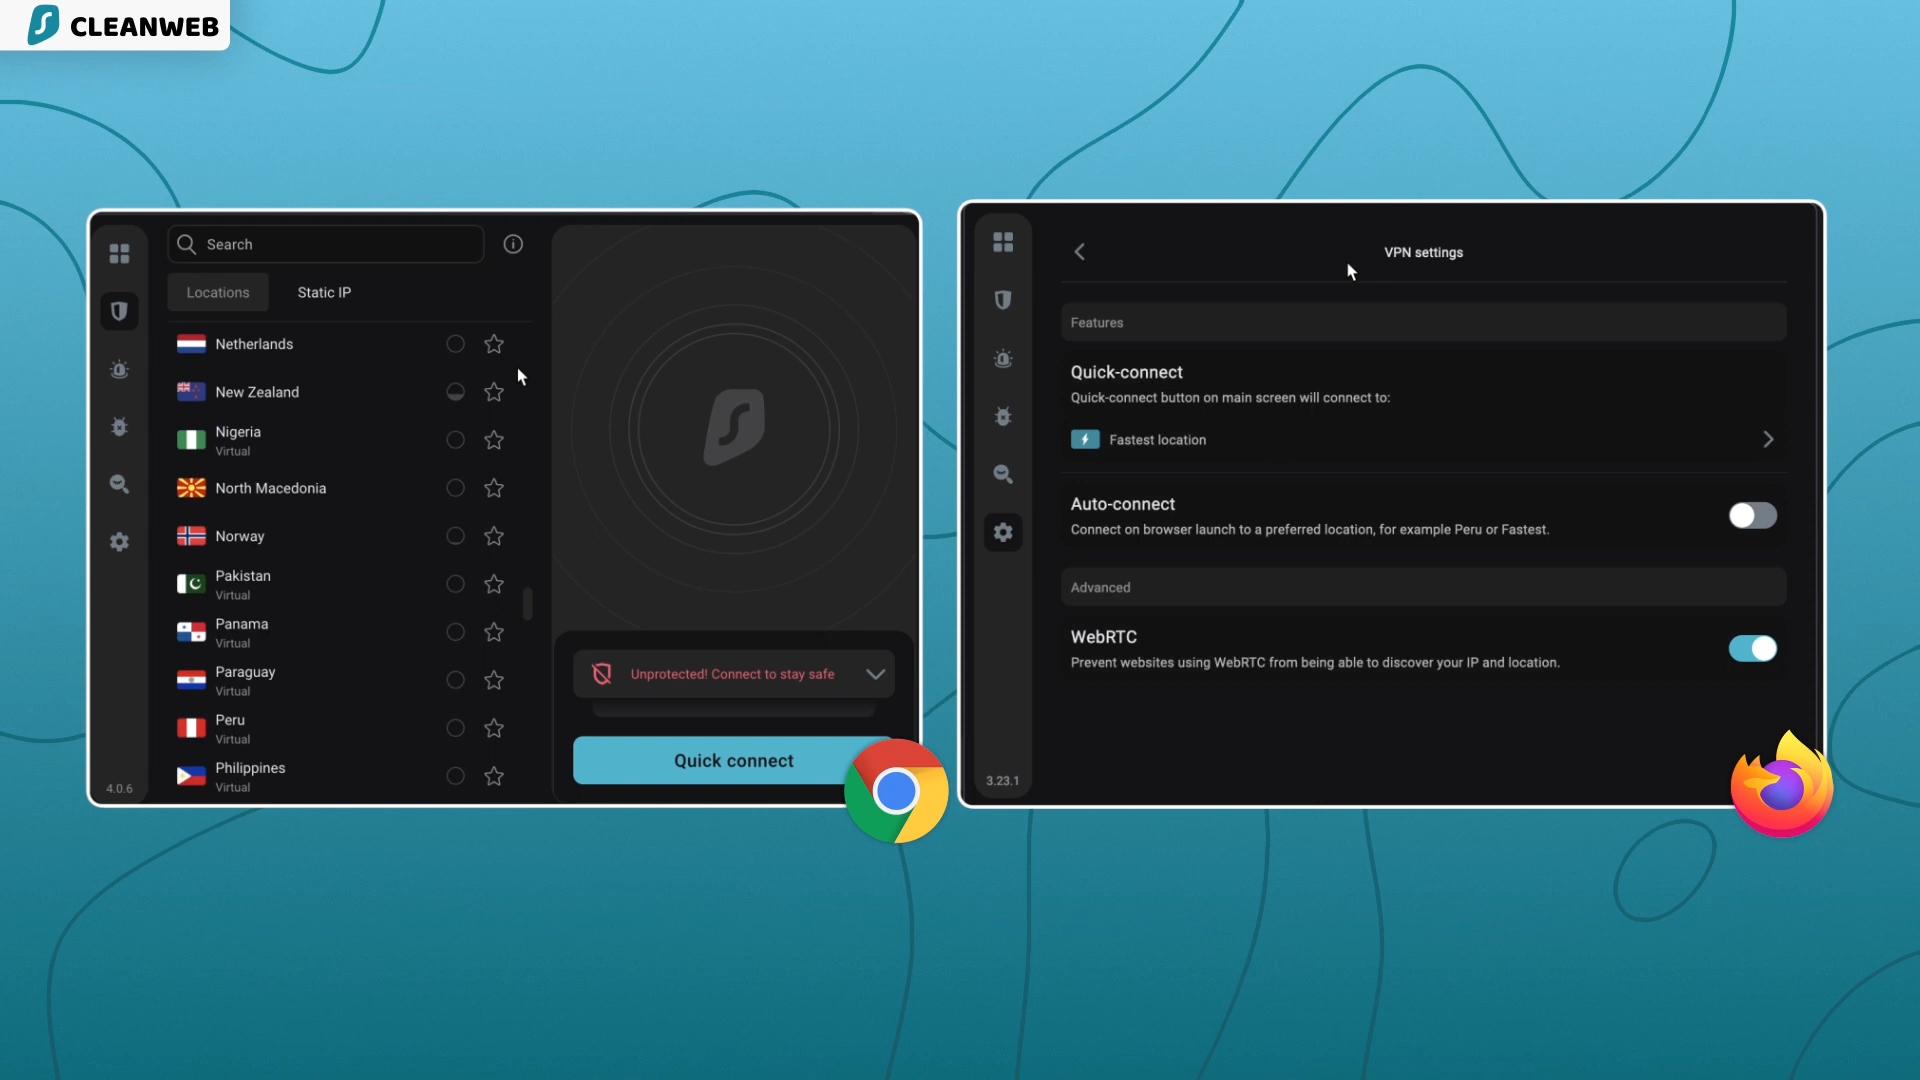 CLEANWEB
Search
Locations
Static IP
Netherlands
New Zealand
Nigeria
Virtual
North Macedonia
Norway
Pakistan
Virtual
Panama
Virtual
Paraguay
Virtual
Peru
Virtual
Philippines
Virtual
4.0.6
Unprotected! Connect to stay safe
Quick connect
VPN settings
Features
Quick-connect
Quick-connect button on main screen will connect to:
Fastest location
Auto-connect
Connect on browser launch to a preferred location, for example Peru or Fastest.
Advanced
WebRTC
Prevent websites using WebRTC from being able to discover your IP and location.
3.23.1